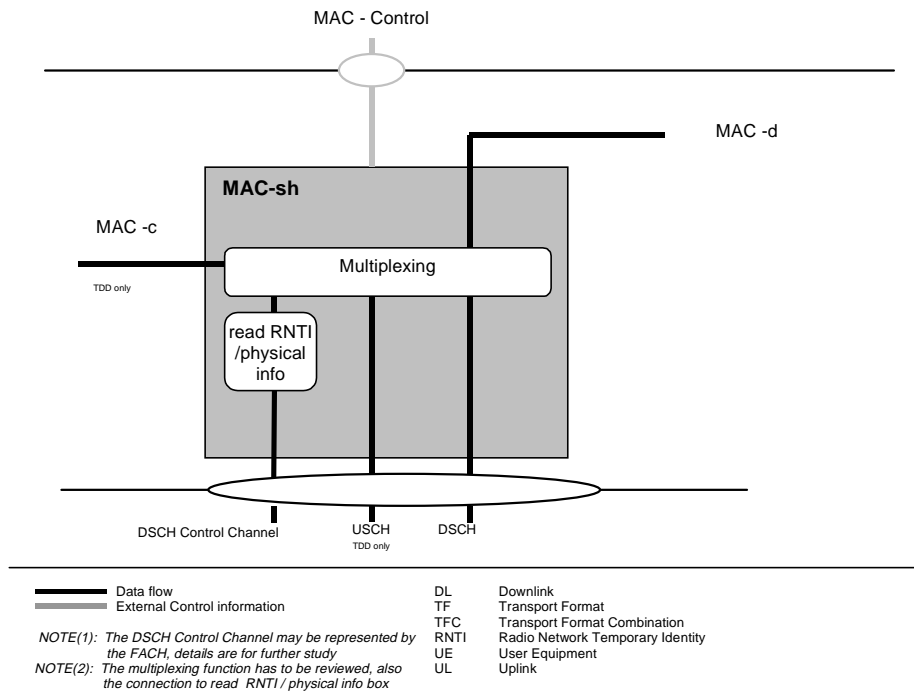 MAC - Control
MAC -d
MAC-sh
MAC -c
TDD only
Multiplexing
read RNTI
/physical
info
DSCH Control Channel
USCH
TDD only
DSCH
Data flow
External Control information
NOTE(1): The DSCH Control Channel may be represented by
the FACH, details are for further study
NOTE(2): The multiplexing function has to be reviewed, also
the connection to read RNTI / physical info box
DL Downlink
TF Transport Format
TFC Transport Format Combination
RNTI Radio Network Temporary Identity
UE User Equipment
UL Uplink